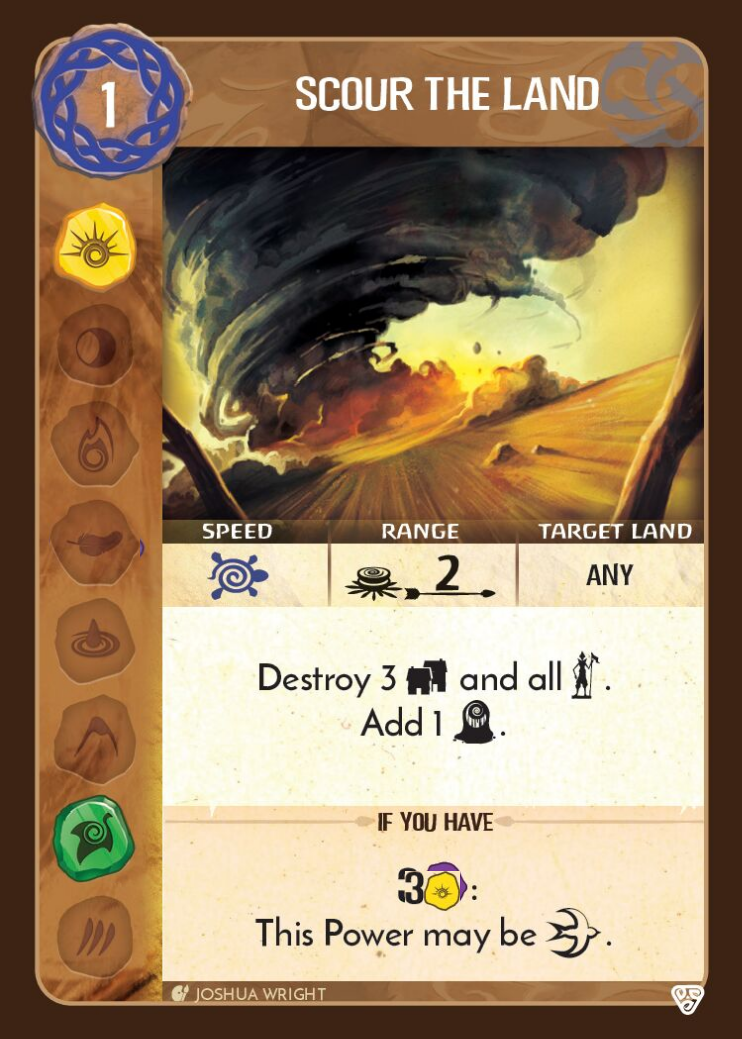 1
SCOUR THE LAND
SPEED RANGE TARGET LAND
2 ANY
Destroy 3 and all .
Add 1 .
IF YOU HAVE
3 :
This Power may be .
JOSHUA WRIGHT